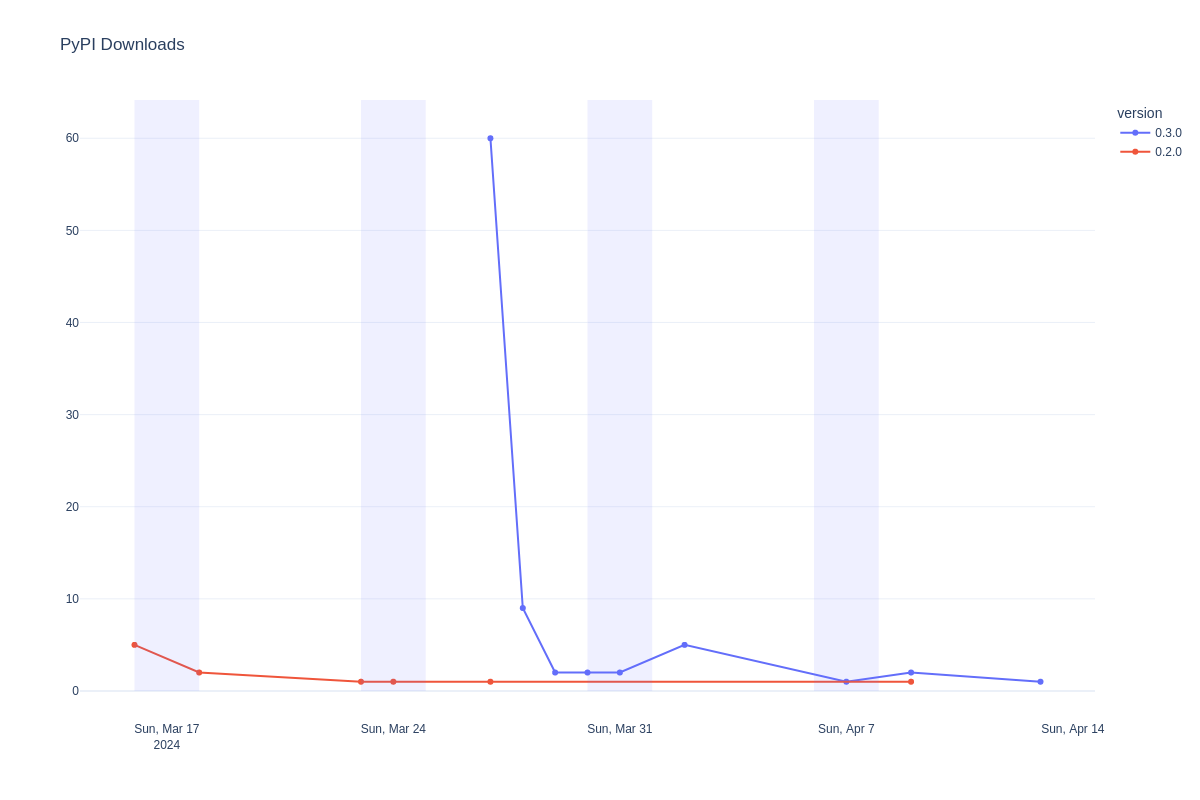 PyPI Downloads
version
0.3.0
0.2.0
60
50
40
30
20
10
0
Sun, Mar 17
2024
Sun, Mar 24
Sun, Mar 31
Sun, Apr 7
Sun, Apr 14